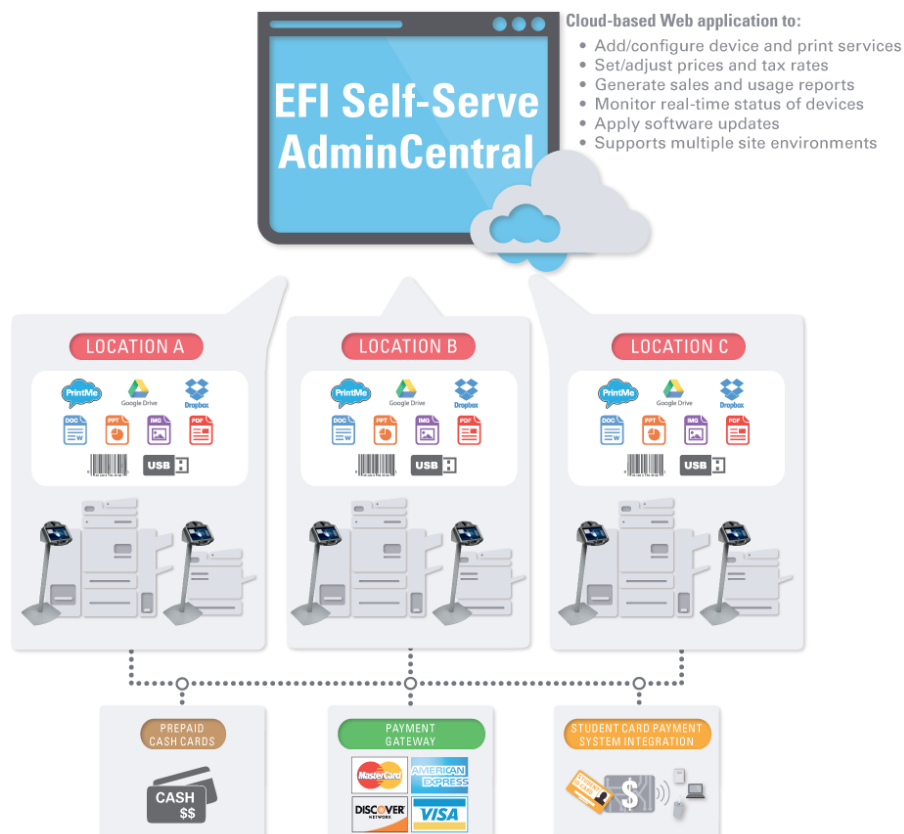 Cloud-based Web application to:
• Add/configure device and print services
• Set/adjust prices and tax rates
• Generate sales and usage reports
• Monitor real-time status of devices
• Apply software updates
• Supports multiple site environments
EFI Self-Serve
AdminCentral
LOCATION A
PrintMe
Google Drive
Dropbox
DOC
W
PPT
IMG
PDF
USB
LOCATION B
PrintMe
Google Drive
Dropbox
DOC
W
PPT
IMG
PDF
USB
LOCATION C
PrintMe
Google Drive
Dropbox
DOC
W
PPT
IMG
PDF
USB
PREPAID
CASH CARDS
CASH
$$
PAYMENT
GATEWAY
MasterCard
AMERICAN
EXPRESS
DISCOVER
NETWORK
VISA
STUDENT CARD PAYMENT
SYSTEM INTEGRATION
STUDENT
ID CARD
$